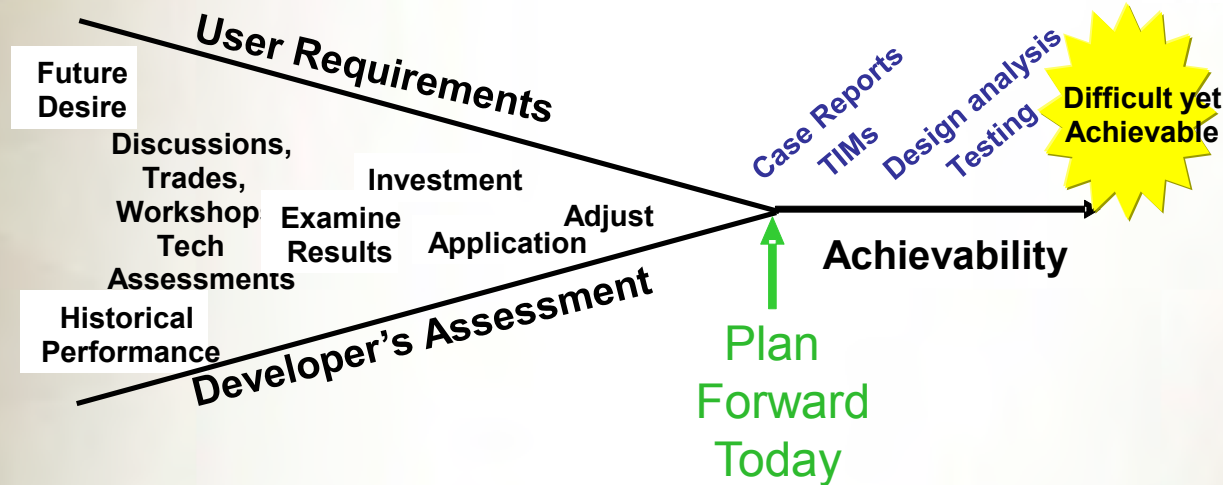 User Requirements
Future
Desire
Discussions,
Trades,
Workshops
Tech
Assessments
Investment
Examine
Results
Adjust
Application
Historical
Performance
Developer’s Assessment
Case Reports
TIMs
Design analysis
Testing
Difficult yet
Achievable
Achievability
Plan
Forward
Today